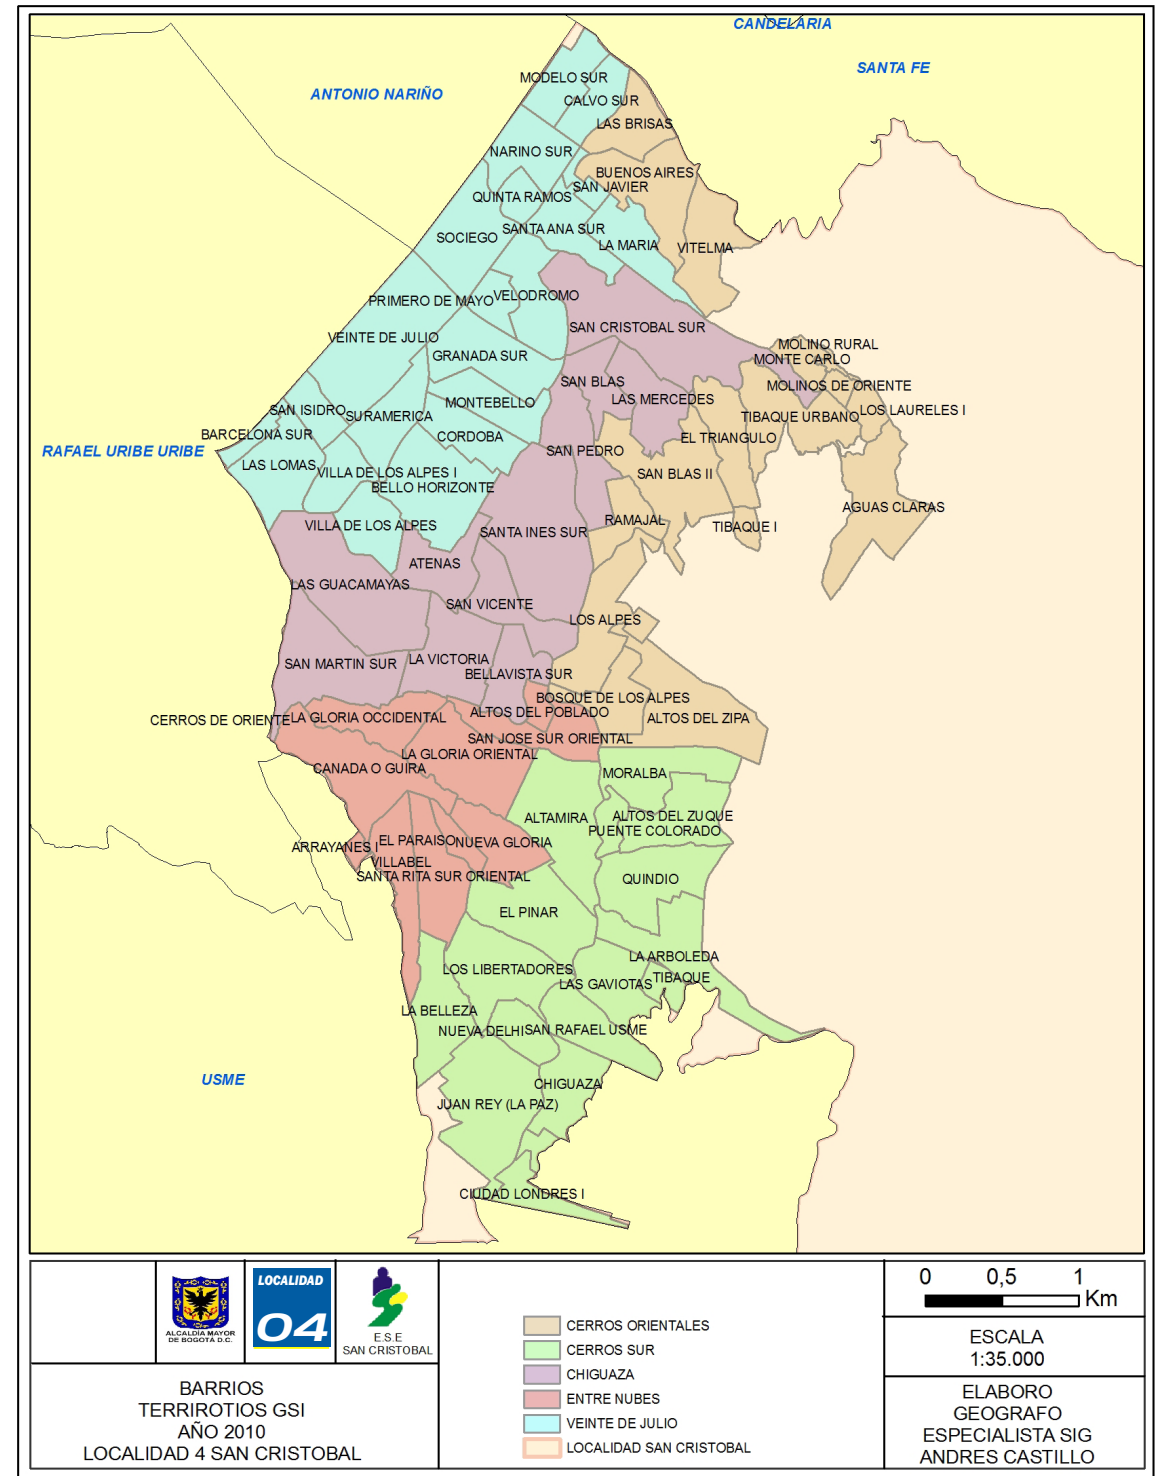 CANDELARIA
SANTA FE
ANTONIO NARIÑO
MODELO SUR
CALVO SUR
LAS BRISAS
NARINO SUR
BUENOS AIRES
SAN JAVIER
QUINTA RAMOS
SANTA ANA SUR
SOCIEGO
LA MARIA
VITELMA
VELODROMO
PRIMERO DE MAYO
SAN CRISTOBAL SUR
VEINTE DE JULIO
MOLINO RURAL
GRANADA SUR
MONTE CARLO
SAN BLAS
MOLINOS DE ORIENTE
LAS MERCEDES
MONTEBELLO
SAN ISIDRO
SURAMERICA
TIBAQUE URBANO
LOS LAURELES I
BARCELONA SUR
CORDOBA
EL TRIANGULO
RAFAEL URIBE URIBE
SAN PEDRO
LAS LOMAS
VILLA DE LOS ALPES I
SAN BLAS II
BELLO HORIZONTE
AGUAS CLARAS
VILLA DE LOS ALPES
RAMAJAL
TIBAQUE I
SANTA INES SUR
ATENAS
LAS GUACAMAYAS
SAN VICENTE
LOS ALPES
SAN MARTIN SUR
LA VICTORIA
BELLAVISTA SUR
BOSQUE DE LOS ALPES
ALTOS DEL POBLADO
CERROS DE ORIENTE
LA GLORIA OCCIDENTAL
ALTOS DEL ZIPA
SAN JOSE SUR ORIENTAL
LA GLORIA ORIENTAL
CANADA O GUIRA
MORALBA
ALTAMIRA
ALTOS DEL ZUQUE
PUENTE COLORADO
ARRAYANES I
EL PARAISO
NUEVA GLORIA
VILLABEL
SANTA RITA SUR ORIENTAL
QUINDIO
EL PINAR
LA ARBOLEDA
LOS LIBERTADORES
TIBAQUE
LAS GAVIOTAS
LA BELLEZA
NUEVA DELHI
SAN RAFAEL USME
USME
CHIGUAZA
JUAN REY (LA PAZ)
CIUDAD LONDRES I
ALCALDIA MAYOR
DE BOGOTA D.C.
LOCALIDAD
04
E.S.E
SAN CRISTOBAL
BARRIOS
TERRIROTIOS GSI
AÑO 2010
LOCALIDAD 4 SAN CRISTOBAL
CERROS ORIENTALES
CERROS SUR
CHIGUAZA
ENTRE NUBES
VEINTE DE JULIO
LOCALIDAD SAN CRISTOBAL
0 0,5 1
Km
ESCALA
1:35.000
ELABORO
GEOGRAFO
ESPECIALISTA SIG
ANDRES CASTILLO